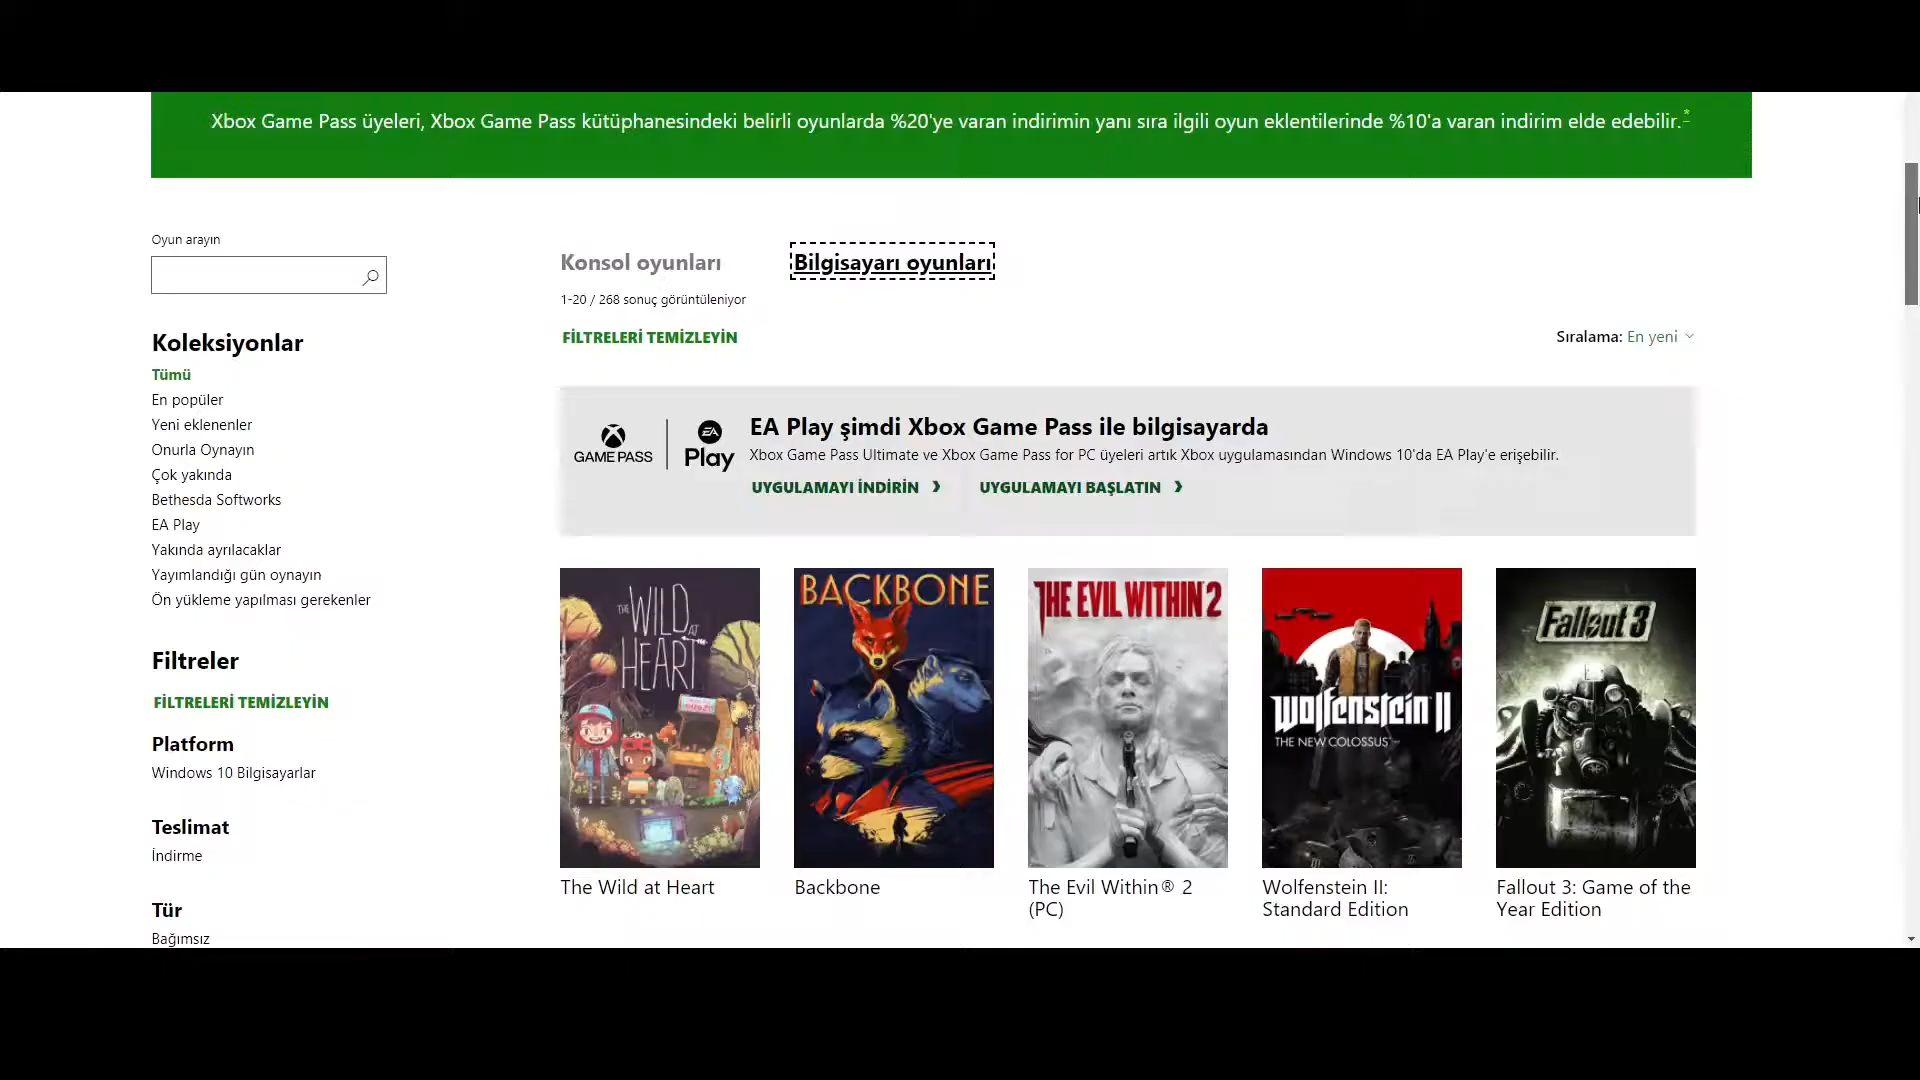 Xbox Game Pass üyeleri, Xbox Game Pass kütüphanesindeki belirli oyunlarda %20'ye varan indirimin yanı sıra ilgili oyun eklentilerinde %10'a varan indirim elde edebilir.*
Oyun arayın
Koleksiyonlar
Tümü
En popüler
Yeni eklenenler
Onurla Oynayın
Çok yakında
Bethesda Softworks
EA Play
Yakında ayrılacaklar
Yayımlandığı gün oynayın
Ön yükleme yapılması gerekenler
Filtreler
FİLTRELERİ TEMİZLEYİN
Platform
Windows 10 Bilgisayarlar
Teslimat
İndirme
Tür
Bağımsız
Konsol oyunları
Bilgisayarı oyunları
1-20 / 268 sonuç görüntüleniyor
FİLTRELERİ TEMİZLEYİN
Sıralama: En yeni
GAME PASS
EA
Play
EA Play şimdi Xbox Game Pass ile bilgisayarda
Xbox Game Pass Ultimate ve Xbox Game Pass for PC üyeleri artık Xbox uygulamasından Windows 10'da EA Play'e erişebilir.
UYGULAMAYI İNDİRİN
UYGULAMAYI BAŞLATIN
THE WILD AT HEART
BACKBONE
THE EVIL WITHIN 2
Wolfenstein II
THE NEW COLOSSUS
Fallout 3
The Wild at Heart
Backbone
The Evil Within® 2
(PC)
Wolfenstein II:
Standard Edition
Fallout 3: Game of the
Year Edition